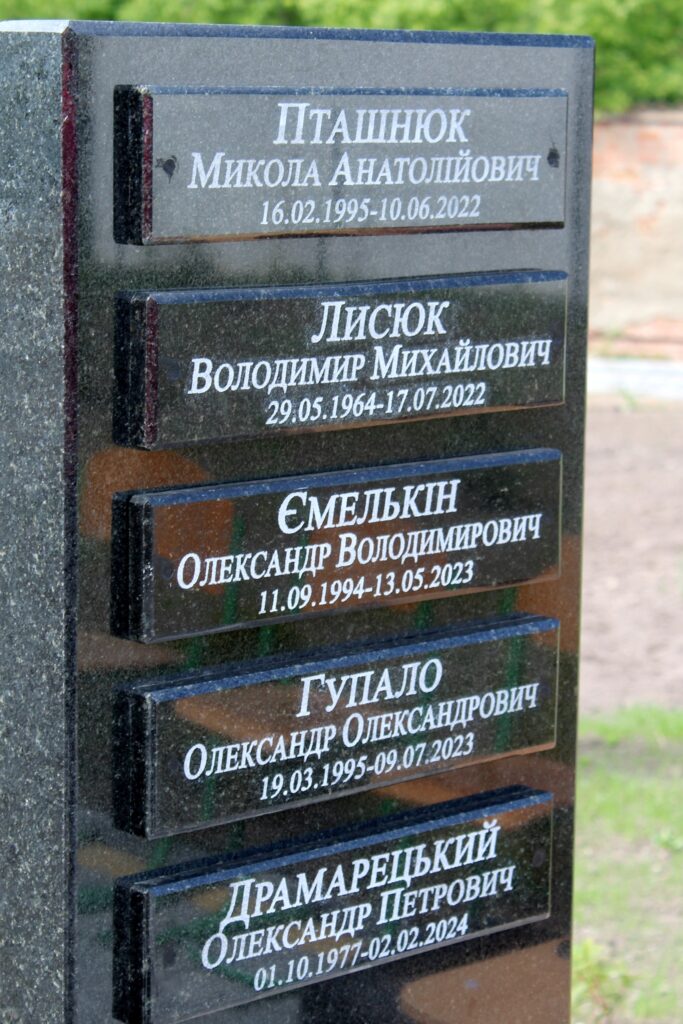 Пташнюк
Микола Анатолійович
16.02.1995-10.06.2022
Лисюк
Володимир Михайлович
29.05.1964-17.07.2022
Ємелькін
Олександр Володимирович
11.09.1994-13.05.2023
Гупало
Олександр Олександрович
19.03.1995-09.07.2023
Драмарецький
Олександр Петрович
01.10.1977-02.02.2024